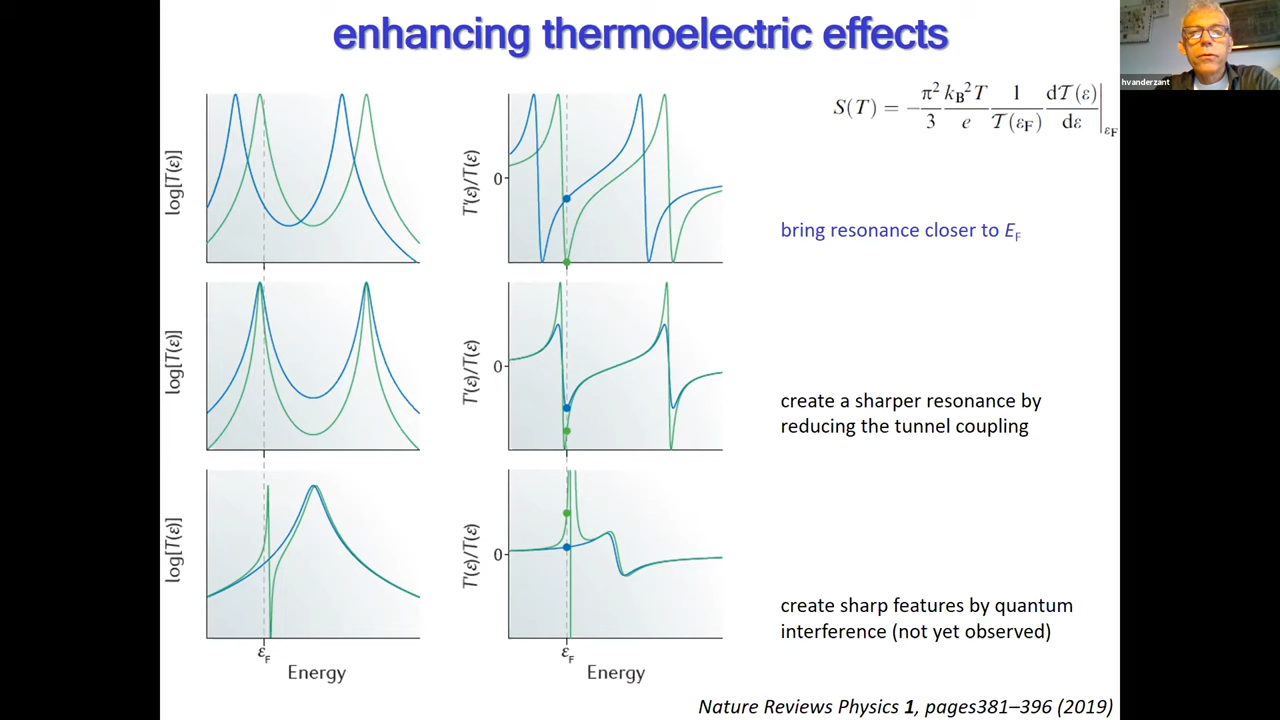 enhancing thermoelectric effects
hvanderzant
S(T) = −π²/3 k_B²T/e 1/𝒯(ε_F) d𝒯(ε)/dε|ε_F
log[T(ε)]
T′(ε)/T(ε)
0
bring resonance closer to E_F
log[T(ε)]
T′(ε)/T(ε)
0
create a sharper resonance by
reducing the tunnel coupling
log[T(ε)]
T′(ε)/T(ε)
0
create sharp features by quantum
interference (not yet observed)
ε_F
ε_F
Energy
Energy
Nature Reviews Physics 1, pages381–396 (2019)